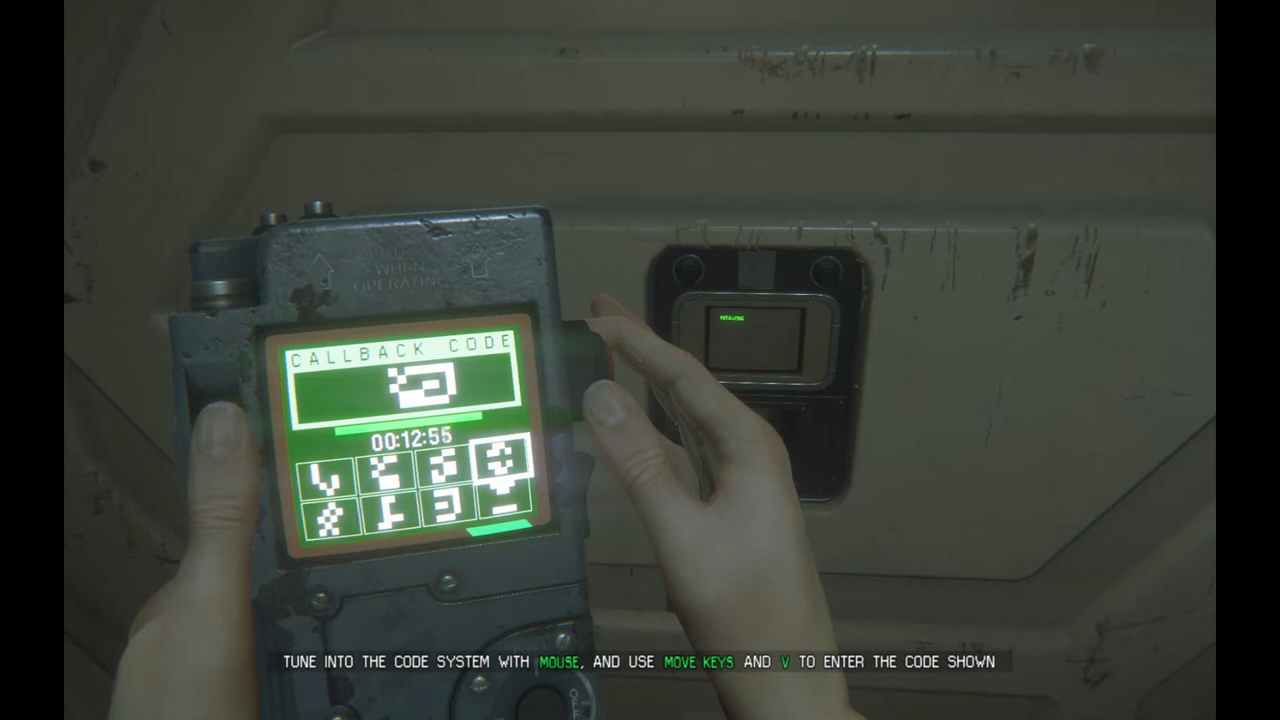 WHEN
OPERATING
CALLBACK CODE
00:12:55
TUNE INTO THE CODE SYSTEM WITH MOUSE, AND USE MOVE KEYS AND V TO ENTER THE CODE SHOWN